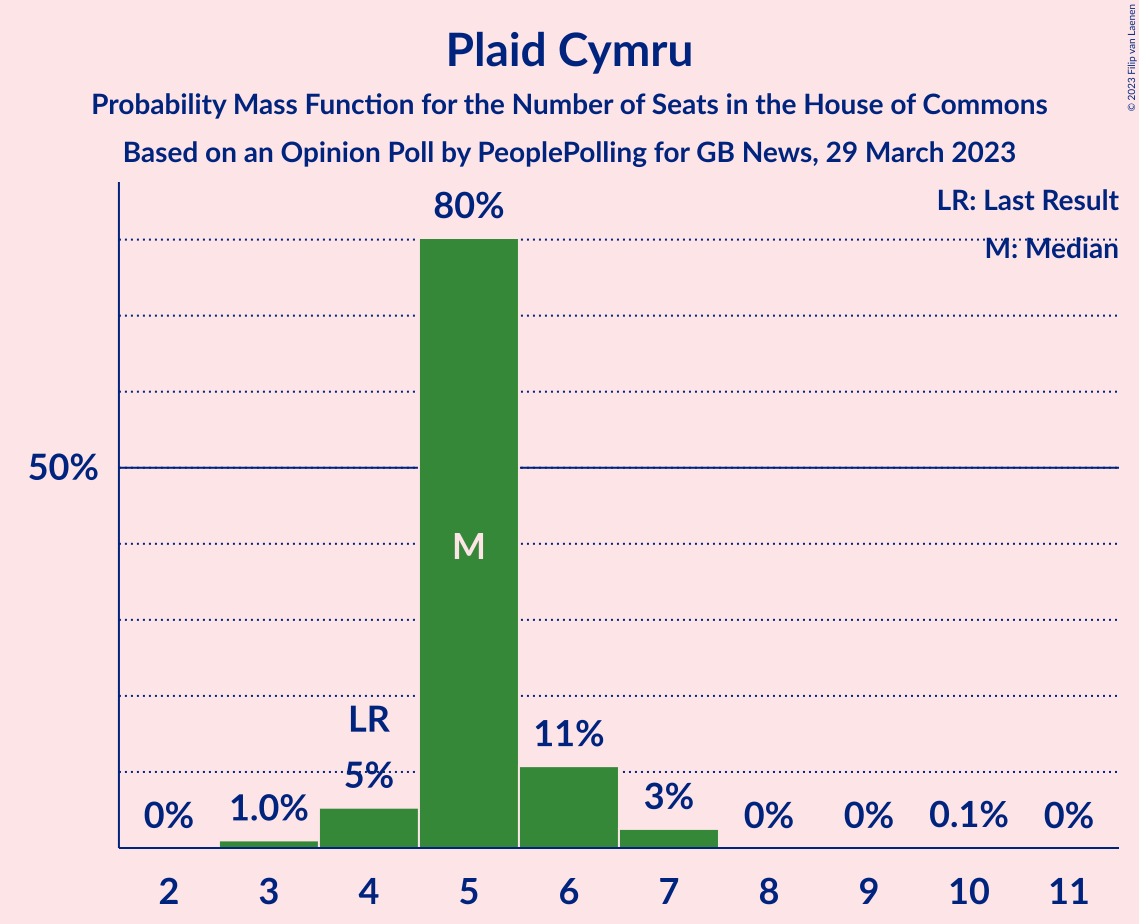 Plaid Cymru
Probability Mass Function for the Number of Seats in the House of Commons
Based on an Opinion Poll by PeoplePolling for GB News, 29 March 2023
© 2023 Filip van Laenen
LR: Last Result
M: Median
80%
50%
M
LR
11%
5%
3%
1.0%
0%
0%
0%
0.1%
0%
2 3 4 5 6 7 8 9 10 11